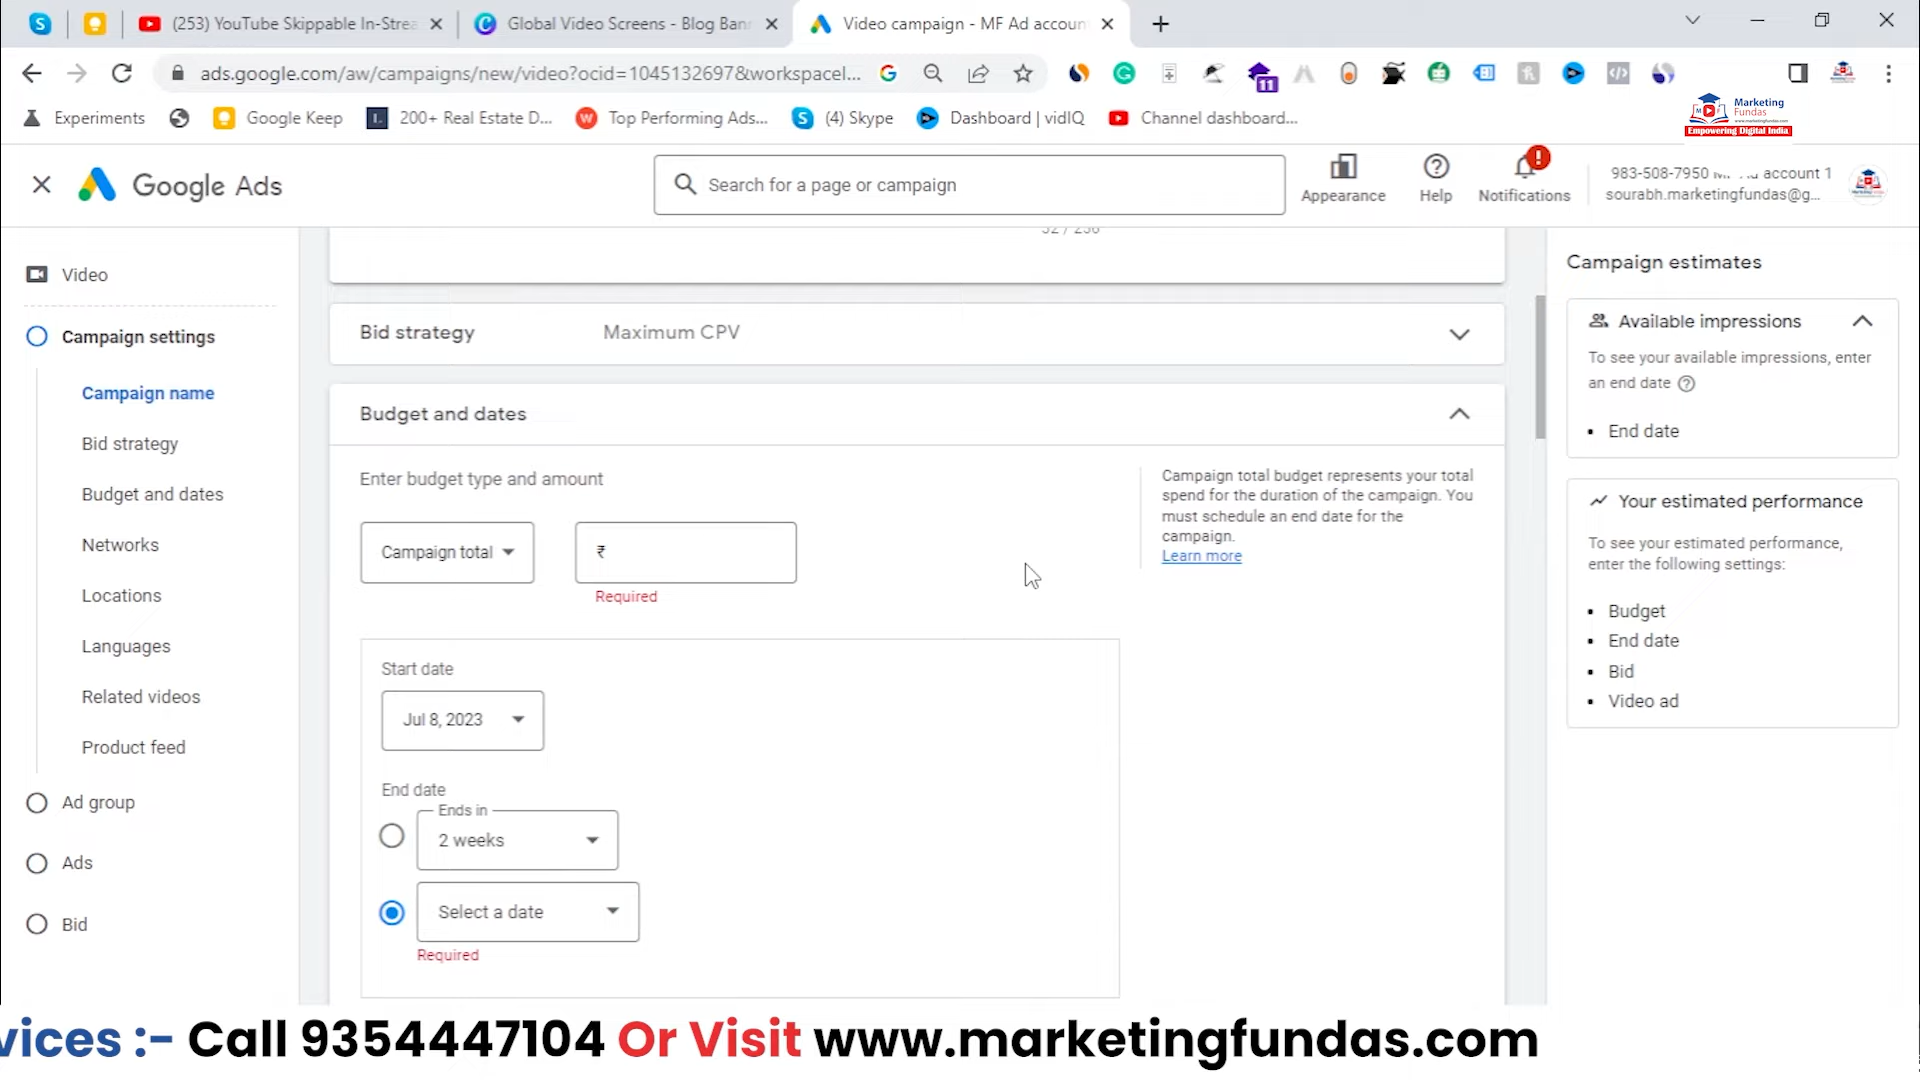 (253) YouTube Skippable In-Strea
Global Video Screens - Blog Bann
Video campaign - MF Ad accoun
ads.google.com/aw/campaigns/new/video?ocid=1045132697&workspacel...
11
Experiments
Google Keep
200+ Real Estate D...
Top Performing Ads...
(4) Skype
Dashboard | vidIQ
Channel dashboard...
Marketing
Fundas
www.marketingfundas.com
Empowering Digital India
Google Ads
Search for a page or campaign
Appearance
Help
Notifications
983-508-7950 account 1
sourabh.marketingfundas@g...
Video
Campaign settings
Campaign name
Bid strategy
Budget and dates
Networks
Locations
Languages
Related videos
Product feed
Ad group
Ads
Bid
32 / 256
Bid strategy
Maximum CPV
Budget and dates
Enter budget type and amount
Campaign total
₹
Required
Campaign total budget represents your total
spend for the duration of the campaign. You
must schedule an end date for the
campaign.
Learn more
Start date
Jul 8, 2023
End date
Ends in
2 weeks
Select a date
Required
Campaign estimates
Available impressions
To see your available impressions, enter
an end date
• End date
Your estimated performance
To see your estimated performance,
enter the following settings:
• Budget
• End date
• Bid
• Video ad
vices :- Call 9354447104 Or Visit www.marketingfundas.com